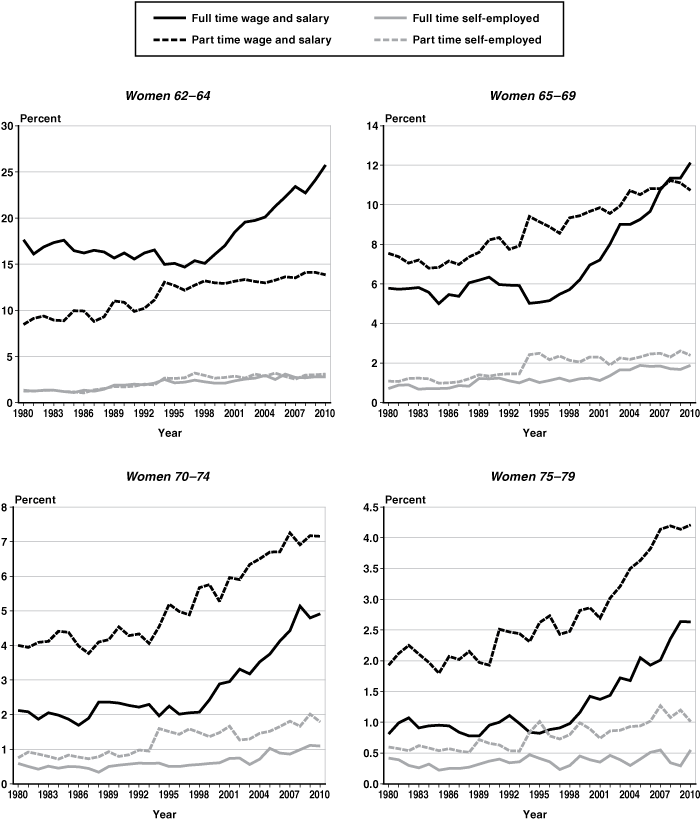 Full time wage and salary Full time self-employed
Part time wage and salary Part time self-employed
Women 62–64
Percent
30
25
20
15
10
5
0
1980 1983 1986 1989 1992 1995 1998 2001 2004 2007 2010
Year
Women 65–69
Percent
14
12
10
8
6
4
2
0
1980 1983 1986 1989 1992 1995 1998 2001 2004 2007 2010
Year
Women 70–74
Percent
8
7
6
5
4
3
2
1
0
1980 1983 1986 1989 1992 1995 1998 2001 2004 2007 2010
Year
Women 75–79
Percent
4.5
4.0
3.5
3.0
2.5
2.0
1.5
1.0
0.5
0.0
1980 1983 1986 1989 1992 1995 1998 2001 2004 2007 2010
Year